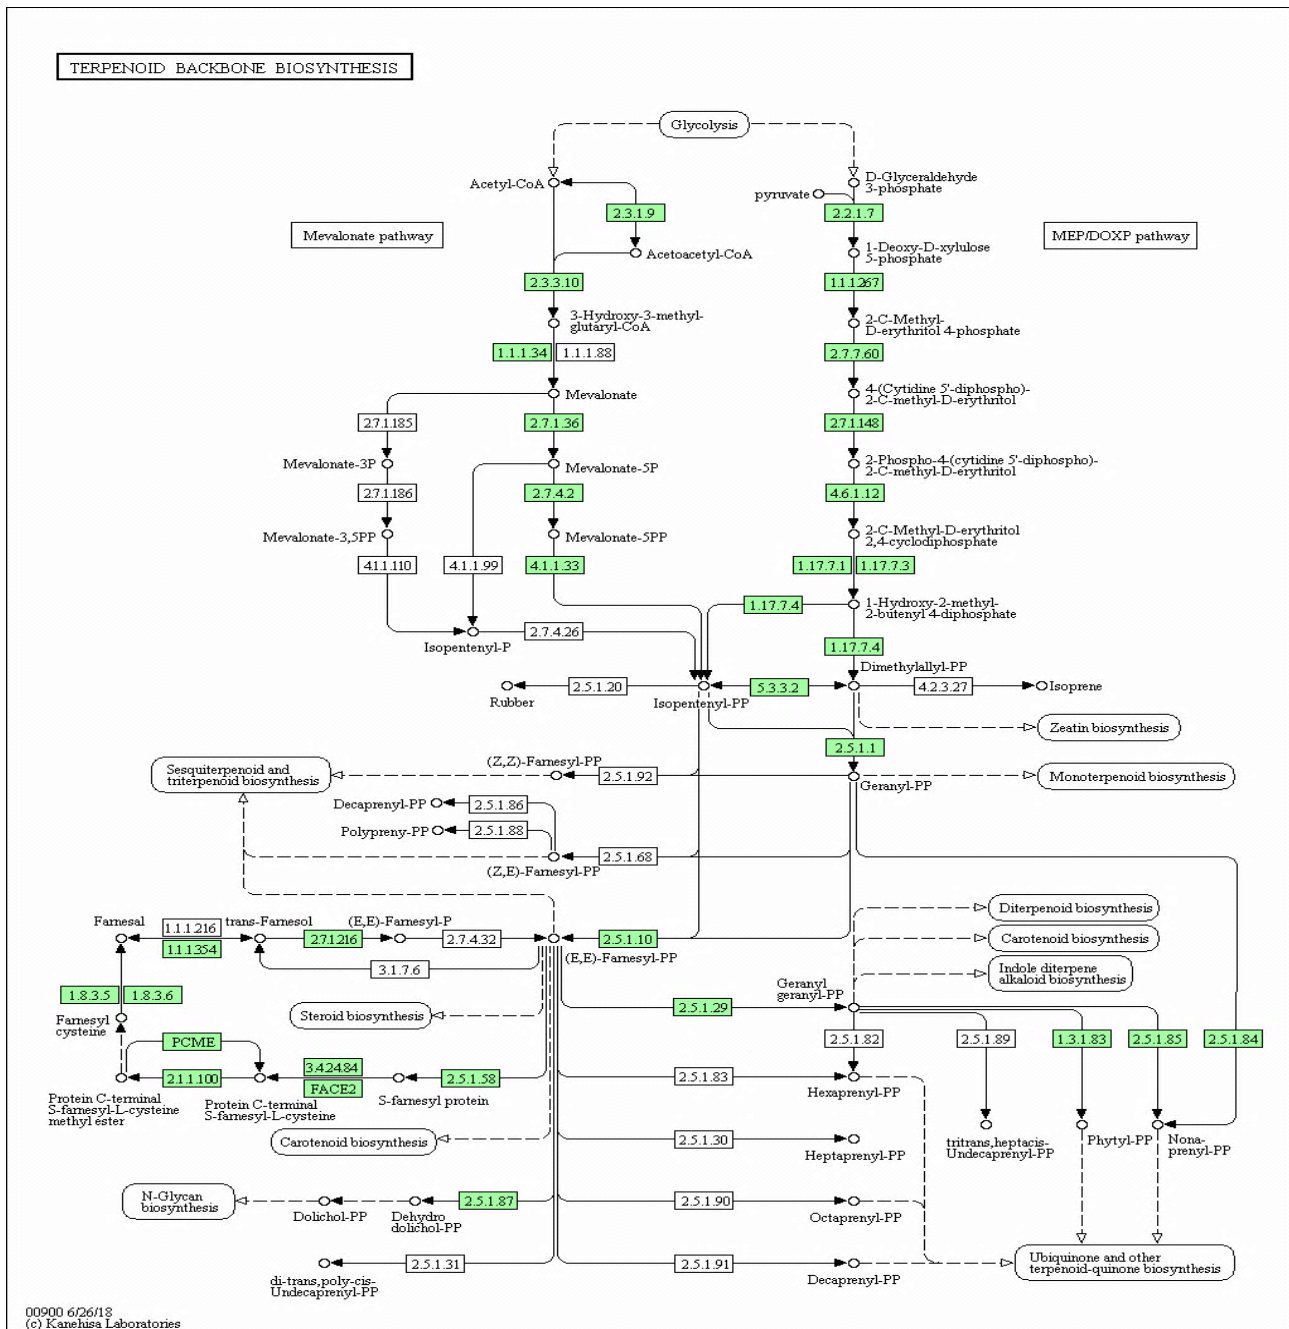 TERPENOID BACKBONE BIOSYNTHESIS
Glycolysis
Acetyl-CoA
D-Glyceraldehyde
3-phosphate
pyruvate
2.3.1.9
2.2.1.7
Mevalonate pathway
MEP/DOXP pathway
Acetoacetyl-CoA
1-Deoxy-D-xylulose
5-phosphate
2.3.3.10
1.1.1.267
3-Hydroxy-3-methyl-
glutaryl-CoA
2-C-Methyl-
D-erythritol 4-phosphate
1.1.1.34
1.1.1.88
2.7.7.60
Mevalonate
4-(Cytidine 5'-diphospho)-
2-C-methyl-D-erythritol
2.7.1.185
2.7.1.36
2.7.1.148
Mevalonate-3P
Mevalonate-5P
2-Phospho-4-(cytidine 5'-diphospho)-
2-C-methyl-D-erythritol
2.7.1.186
2.7.4.2
4.6.1.12
Mevalonate-3,5PP
Mevalonate-5PP
2-C-Methyl-D-erythritol
2,4-cyclodiphosphate
4.1.1.110
4.1.1.99
4.1.1.33
1.17.7.1
1.17.7.3
1.17.7.4
1-Hydroxy-2-methyl-
2-butenyl 4-diphosphate
Isopentenyl-P
2.7.4.26
1.17.7.4
Dimethylallyl-PP
Rubber
2.5.1.20
Isopentenyl-PP
5.3.3.2
4.2.3.27
Isoprene
Zeatin biosynthesis
2.5.1.1
Sesquiterpenoid and
triterpenoid biosynthesis
(Z,Z)-Farnesyl-PP
2.5.1.92
Geranyl-PP
Monoterpenoid biosynthesis
Decaprenyl-PP
2.5.1.86
Polypreny-PP
2.5.1.88
(Z,E)-Farnesyl-PP
2.5.1.68
Farnesal
1.1.1.216
1.1.1.354
trans-Farnesol
2.7.1.216
(E,E)-Farnesyl-P
2.7.4.32
(E,E)-Farnesyl-PP
2.5.1.10
Diterpenoid biosynthesis
Carotenoid biosynthesis
Indole diterpene
alkaloid biosynthesis
3.1.7.6
1.8.3.5
1.8.3.6
Farnesyl
cysteine
Steroid biosynthesis
2.5.1.29
Geranyl
geranyl-PP
PCME
2.5.1.82
2.5.1.89
1.3.1.83
2.5.1.85
2.5.1.84
2.1.1.100
3.4.24.84
FACE2
2.5.1.58
2.5.1.83
Hexaprenyl-PP
Protein C-terminal
S-farnesyl-L-cysteine
methyl ester
Protein C-terminal
S-farnesyl-L-cysteine
S-farnesyl protein
Carotenoid biosynthesis
2.5.1.30
Heptaprenyl-PP
tritrans,heptacis-
Undecaprenyl-PP
Phytyl-PP
Nona-
prenyl-PP
N-Glycan
biosynthesis
Dolichol-PP
Dehydro
dolichol-PP
2.5.1.87
2.5.1.90
Octaprenyl-PP
di-trans,poly-cis-
Undecaprenyl-PP
2.5.1.31
2.5.1.91
Decaprenyl-PP
Ubiquinone and other
terpenoid-quinone biosynthesis
00900 6/26/18
(c) Kanehisa Laboratories